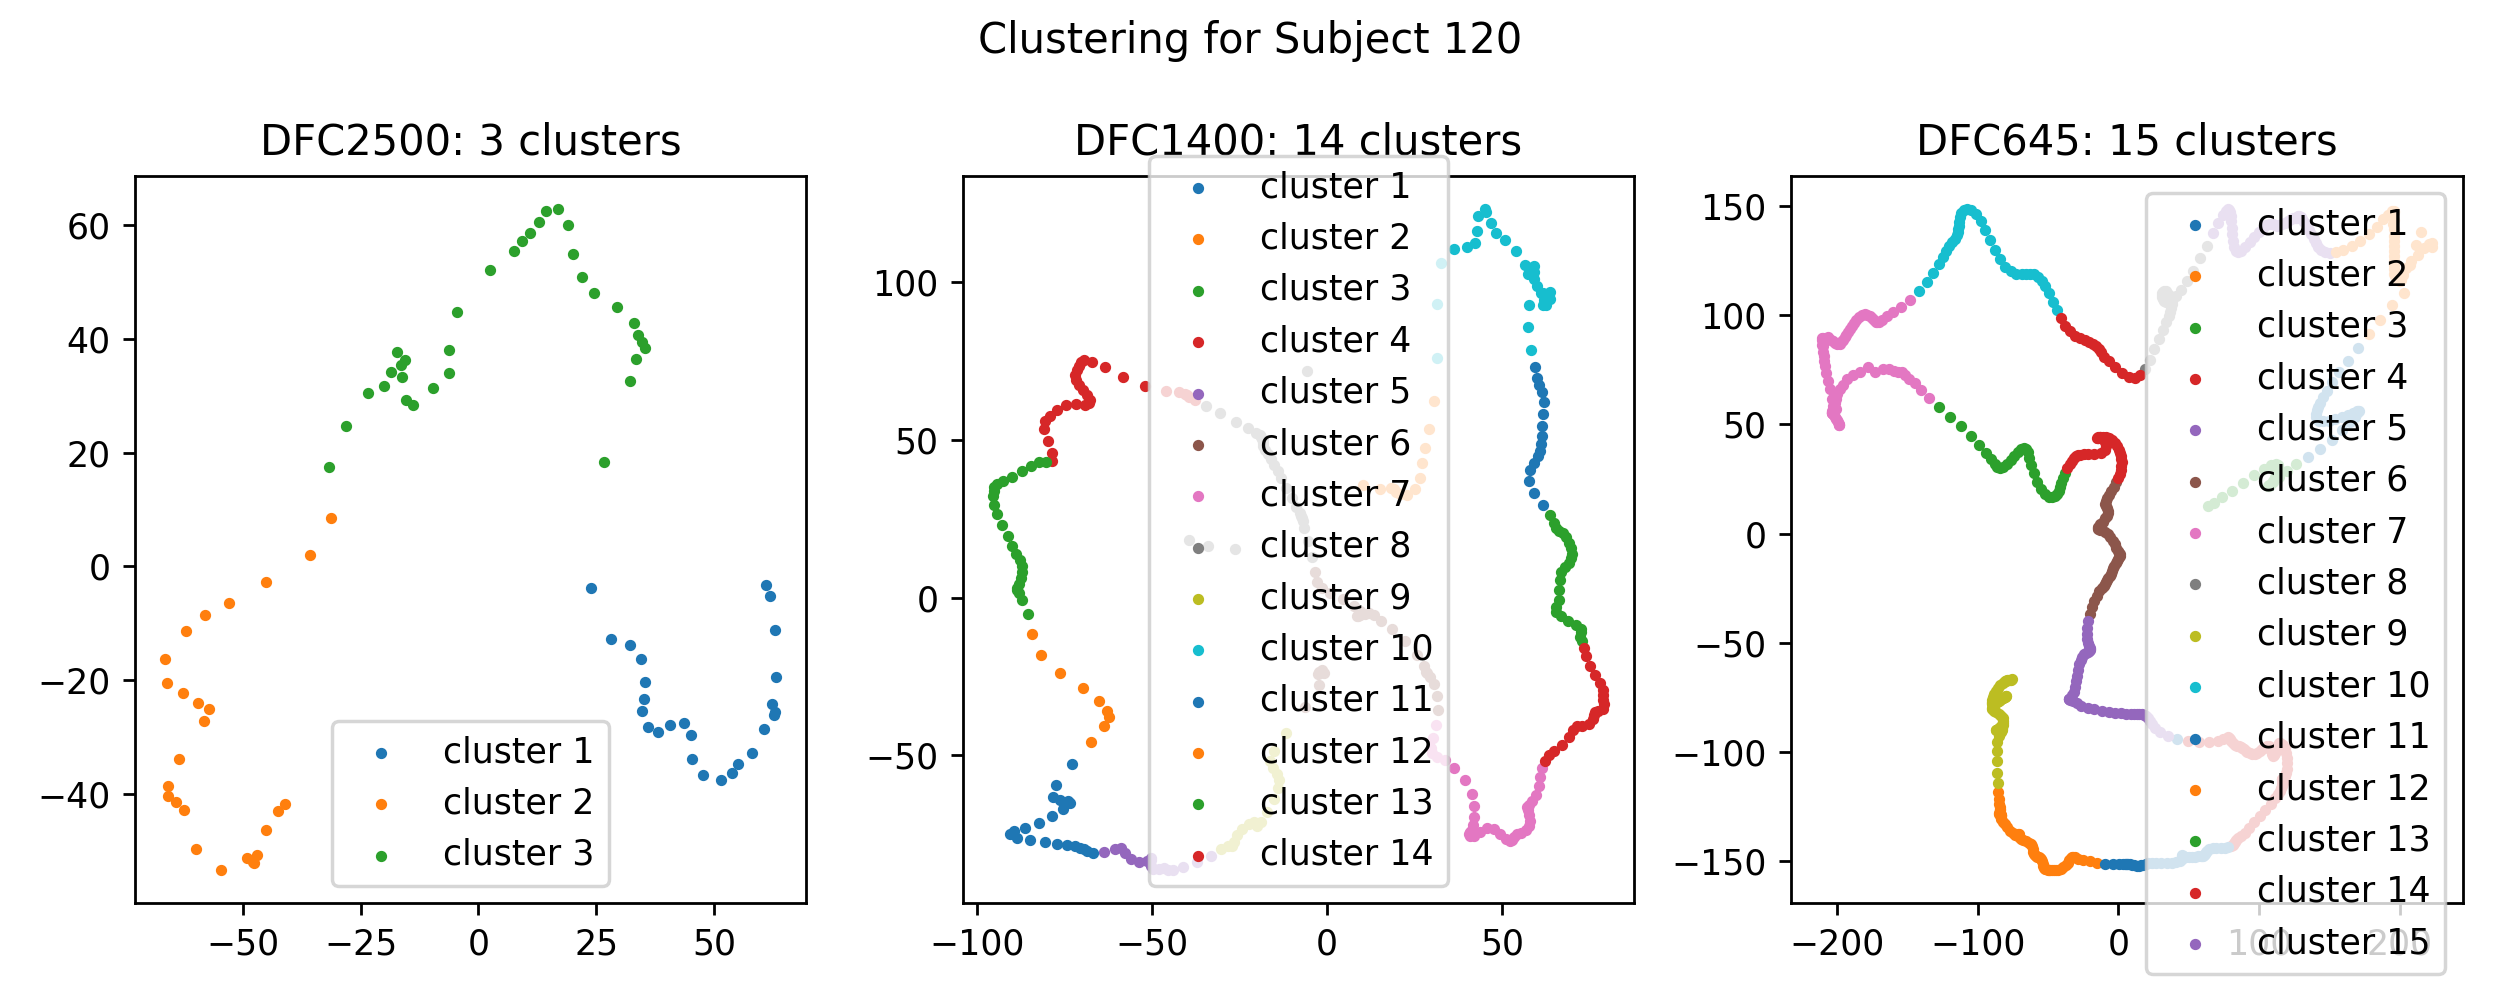 Clustering for Subject 120
DFC2500: 3 clusters
60
40
20
0
−20
−40
−50
−25
0
25
50
cluster 1
cluster 2
cluster 3
DFC1400: 14 clusters
100
50
0
−50
−100
−50
0
50
cluster 1
cluster 2
cluster 3
cluster 4
cluster 5
cluster 6
cluster 7
cluster 8
cluster 9
cluster 10
cluster 11
cluster 12
cluster 13
cluster 14
DFC645: 15 clusters
150
100
50
0
−50
−100
−150
−200
−100
0
100
200
cluster 1
cluster 2
cluster 3
cluster 4
cluster 5
cluster 6
cluster 7
cluster 8
cluster 9
cluster 10
cluster 11
cluster 12
cluster 13
cluster 14
cluster 15